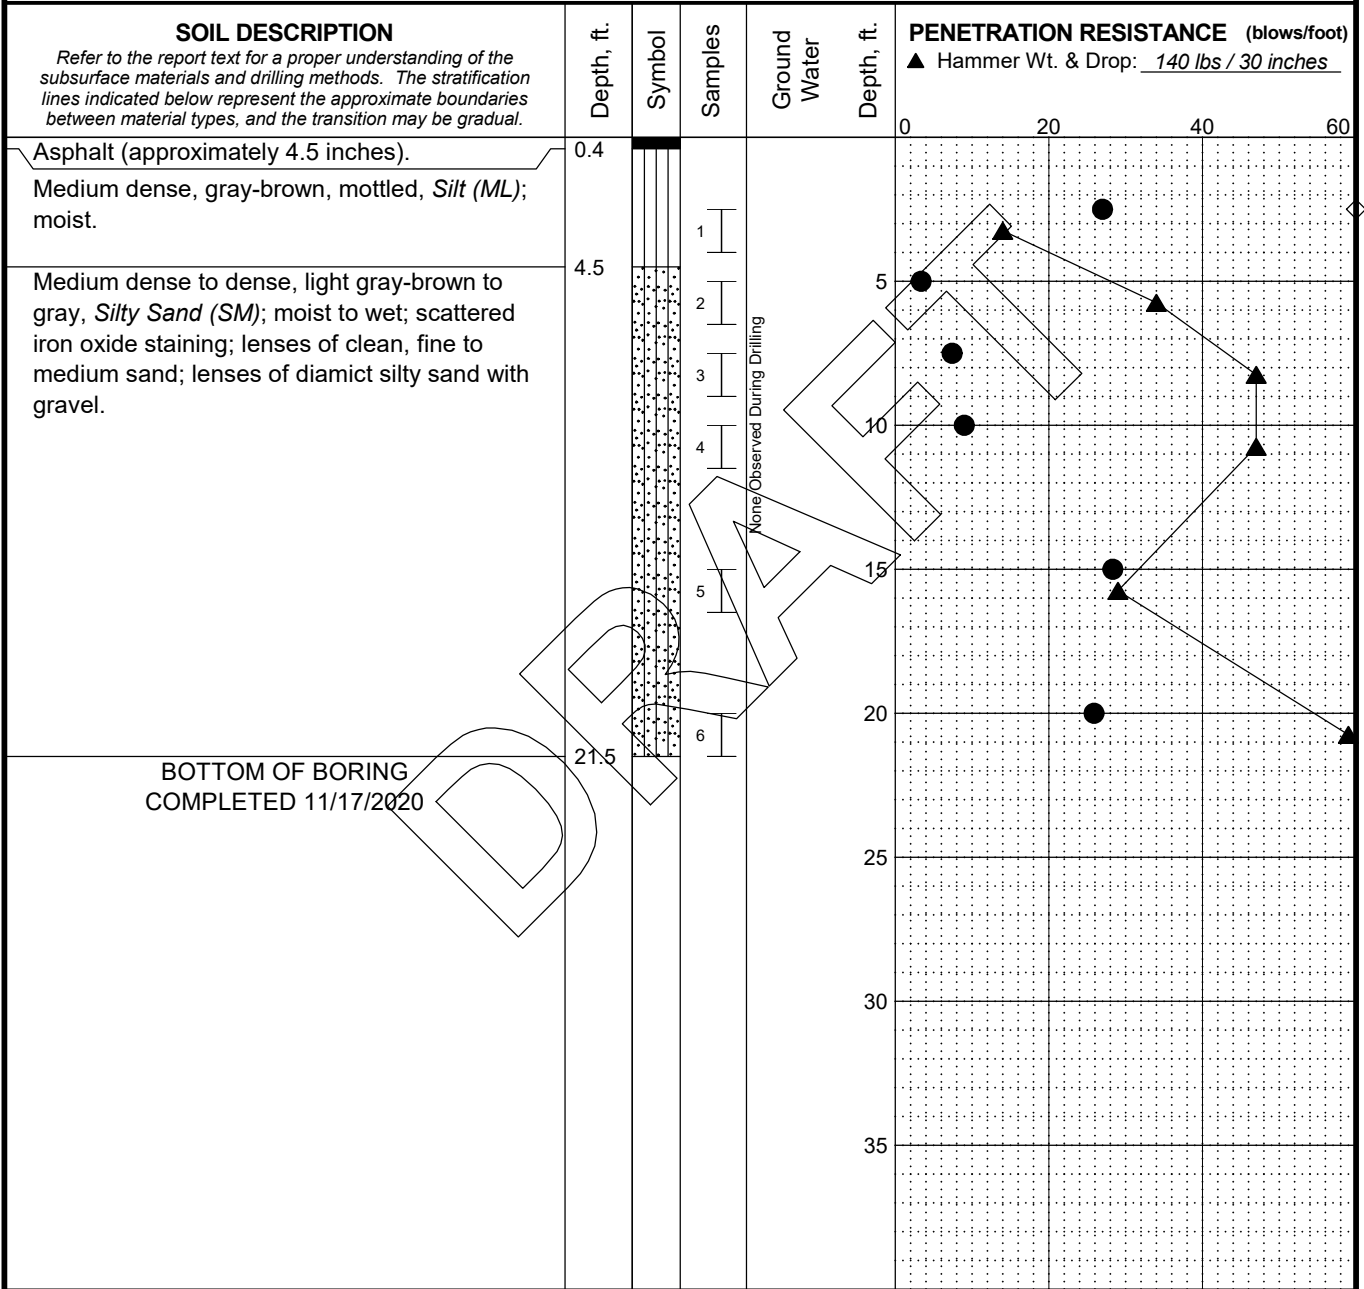 SOIL DESCRIPTION
Refer to the report text for a proper understanding of the
subsurface materials and drilling methods. The stratification
lines indicated below represent the approximate boundaries
between material types, and the transition may be gradual.
Depth, ft.
Symbol
Samples
Ground
Water
Depth, ft.
PENETRATION RESISTANCE (blows/foot)
▲ Hammer Wt. & Drop: 140 lbs / 30 inches
0 20 40 60
Asphalt (approximately 4.5 inches).
0.4
Medium dense, gray-brown, mottled, Silt (ML);
moist.
1
4.5
Medium dense to dense, light gray-brown to
gray, Silty Sand (SM); moist to wet; scattered
iron oxide staining; lenses of clean, fine to
medium sand; lenses of diamict silty sand with
gravel.
2
3
4
5
6
None Observed During Drilling
5
10
15
20
25
30
35
21.5
BOTTOM OF BORING
COMPLETED 11/17/2020
DRAFT